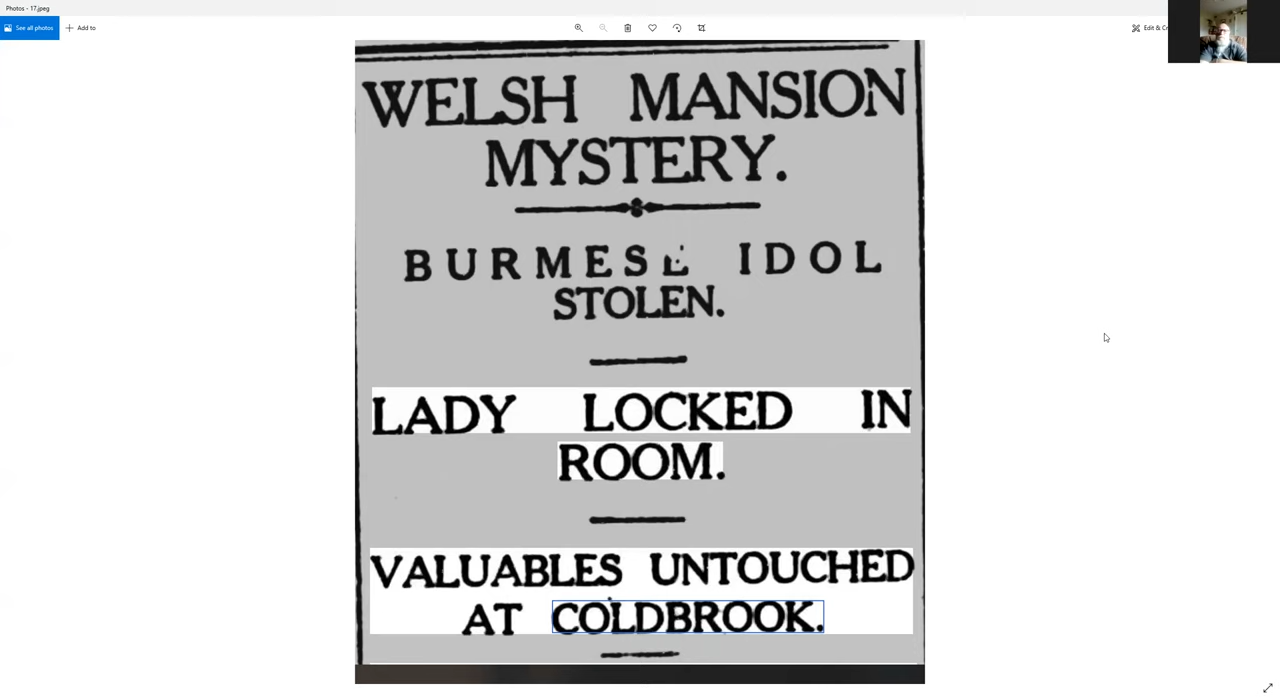 Photos - 17.jpeg
See all photos
Add to
WELSH MANSION
MYSTERY.
BURMESE IDOL
STOLEN.
LADY LOCKED IN
ROOM.
VALUABLES UNTOUCHED
AT COLDBROOK.